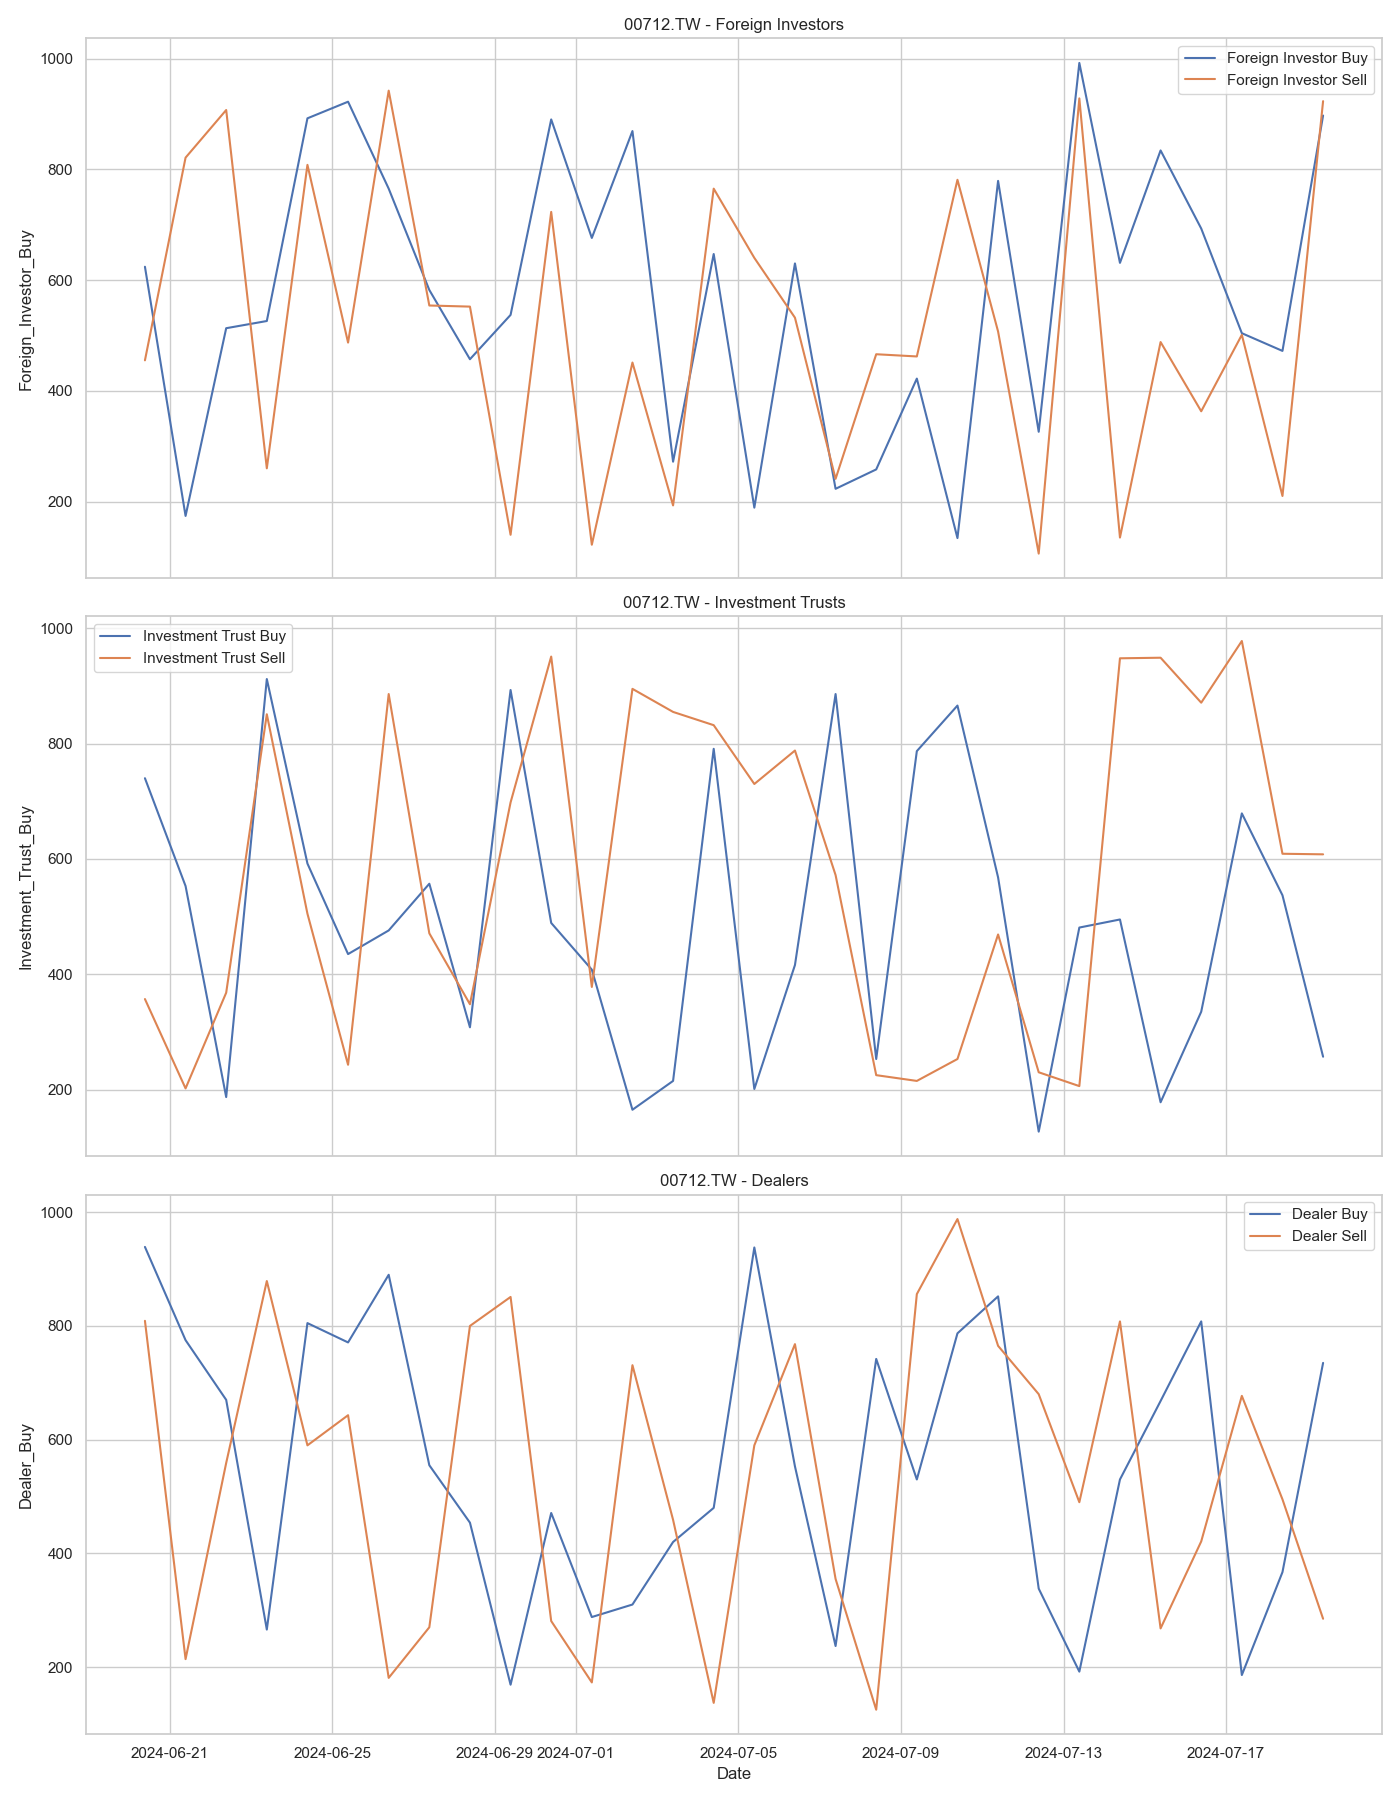 00712.TW - Foreign Investors
Foreign_Investor_Buy
1000
800
600
400
200
Foreign Investor Buy
Foreign Investor Sell
00712.TW - Investment Trusts
Investment_Trust_Buy
1000
800
600
400
200
Investment Trust Buy
Investment Trust Sell
00712.TW - Dealers
Dealer_Buy
1000
800
600
400
200
Dealer Buy
Dealer Sell
2024-06-21 2024-06-25 2024-06-29 2024-07-01 2024-07-05 2024-07-09 2024-07-13 2024-07-17
Date